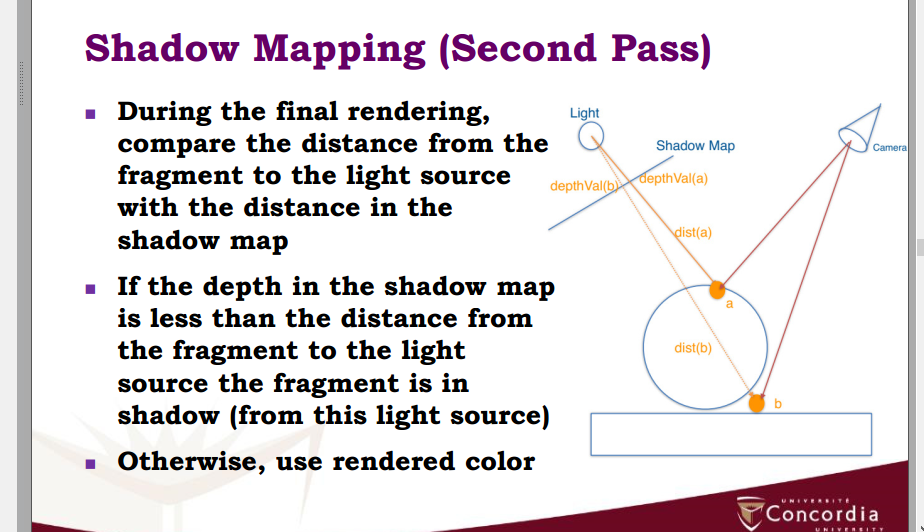 Shadow Mapping (Second Pass)
During the final rendering,
compare the distance from the
fragment to the light source
with the distance in the
shadow map
If the depth in the shadow map
is less than the distance from
the fragment to the light
source the fragment is in
shadow (from this light source)
Otherwise, use rendered color
Light
Shadow Map
Camera
depthVal(b)
depthVal(a)
dist(a)
a
dist(b)
b
UNIVERSITÉ
Concordia
UNIVERSITY